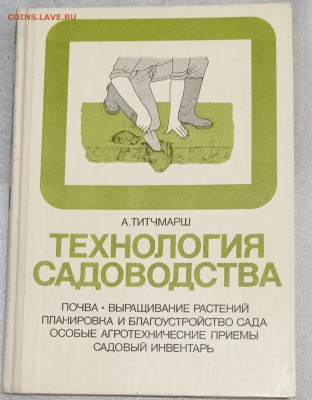 COINS.LAVE.RU
А.ТИТЧМАРШ
ТЕХНОЛОГИЯ
САДОВОДСТВА
ПОЧВА • ВЫРАЩИВАНИЕ РАСТЕНИЙ
ПЛАНИРОВКА И БЛАГОУСТРОЙСТВО САДА
ОСОБЫЕ АГРОТЕХНИЧЕСКИЕ ПРИЕМЫ
САДОВЫЙ ИНВЕНТАРЬ